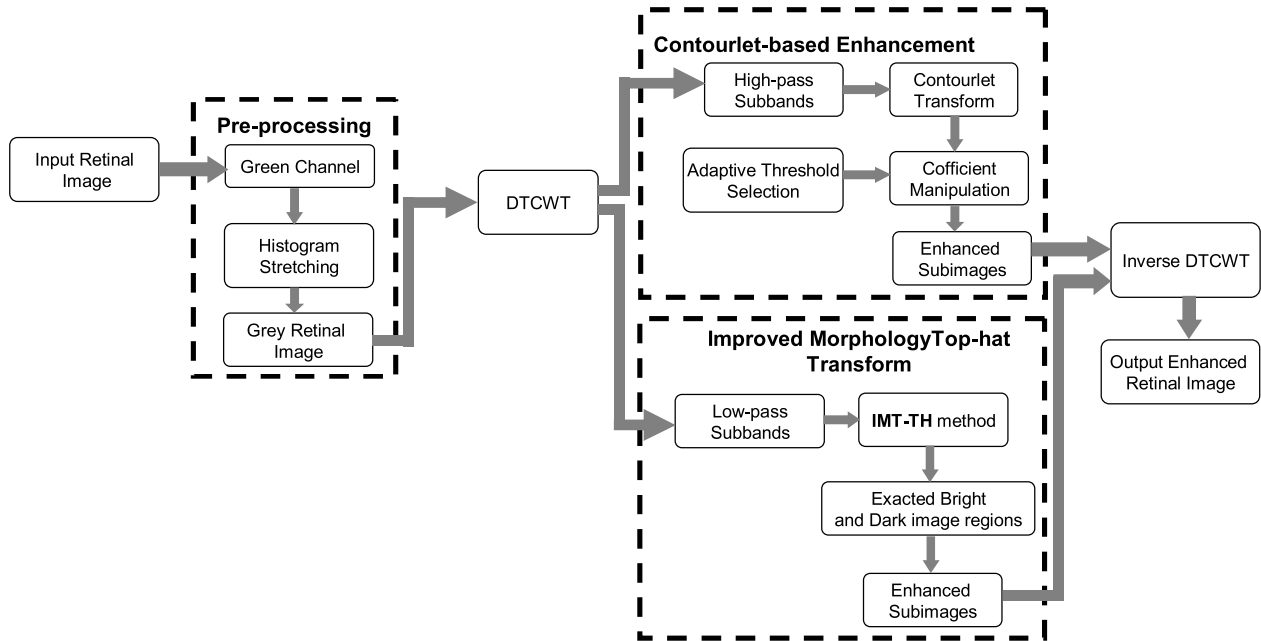 Input Retinal
Image
Pre-processing
Green Channel
Histogram
Stretching
Grey Retinal
Image
DTCWT
Contourlet-based Enhancement
High-pass
Subbands
Contourlet
Transform
Adaptive Threshold
Selection
Cofficient
Manipulation
Enhanced
Subimages
Improved MorphologyTop-hat
Transform
Low-pass
Subbands
IMT-TH method
Exacted Bright
and Dark image regions
Enhanced
Subimages
Inverse DTCWT
Output Enhanced
Retinal Image